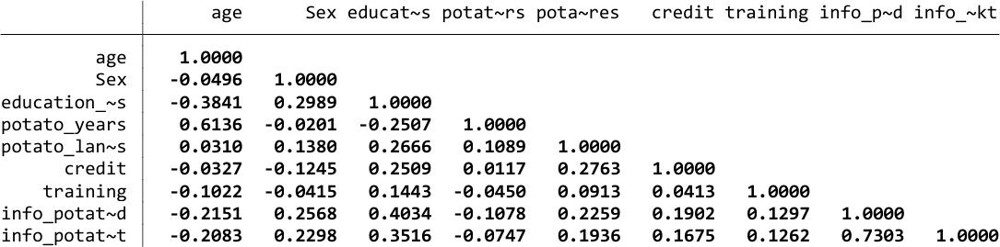 age Sex educat~s potat~rs pota~res credit training info_p~d info_~kt
age 1.0000
Sex -0.0496 1.0000
education_~s -0.3841 0.2989 1.0000
potato_years 0.6136 -0.0201 -0.2507 1.0000
potato_lan~s 0.0310 0.1380 0.2666 0.1089 1.0000
credit -0.0327 -0.1245 0.2509 0.0117 0.2763 1.0000
training -0.1022 -0.0415 0.1443 -0.0450 0.0913 0.0413 1.0000
info_potat~d -0.2151 0.2568 0.4034 -0.1078 0.2259 0.1902 0.1297 1.0000
info_potat~t -0.2083 0.2298 0.3516 -0.0747 0.1936 0.1675 0.1262 0.7303 1.0000